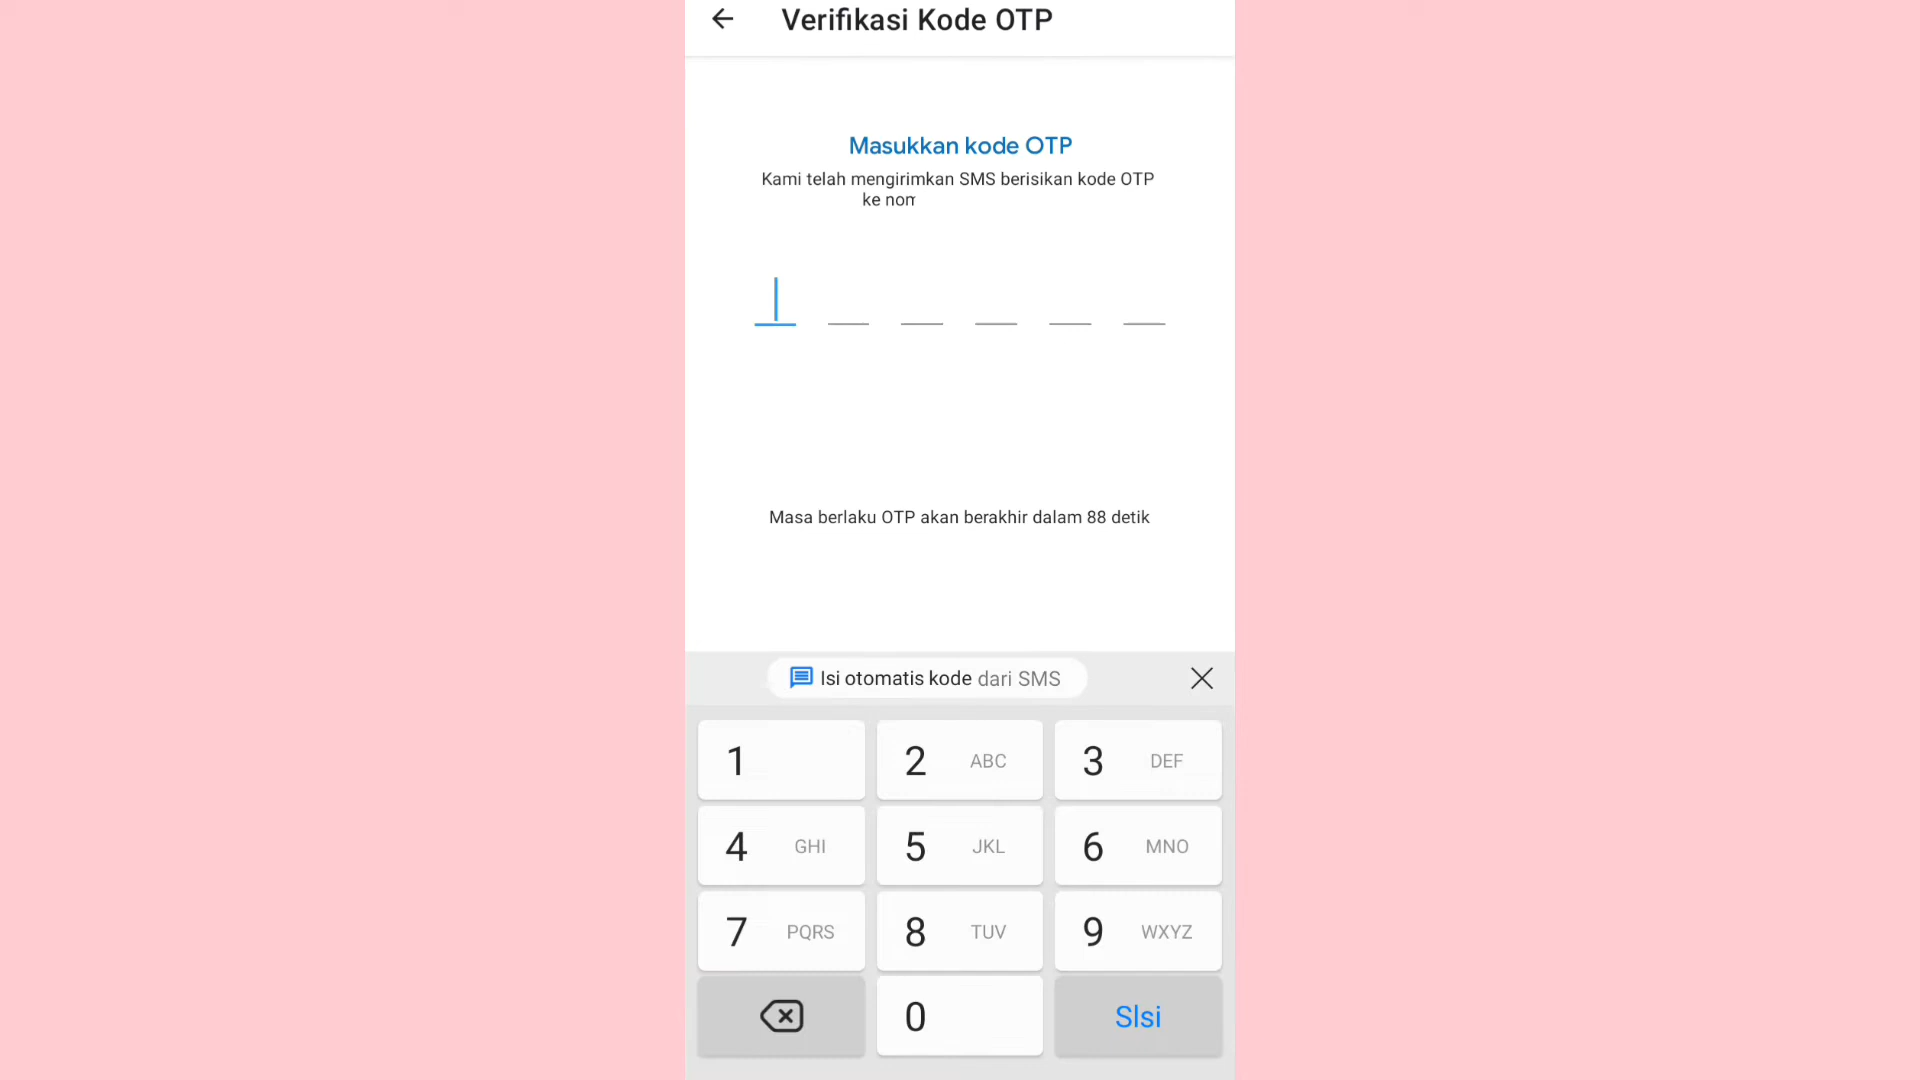 Verifikasi Kode OTP
Masukkan kode OTP
Kami telah mengirimkan SMS berisikan kode OTP
ke nom
Masa berlaku OTP akan berakhir dalam 88 detik
Isi otomatis kode dari SMS
1 2 ABC 3 DEF
4 GHI 5 JKL 6 MNO
7 PQRS 8 TUV 9 WXYZ
0 Slsi